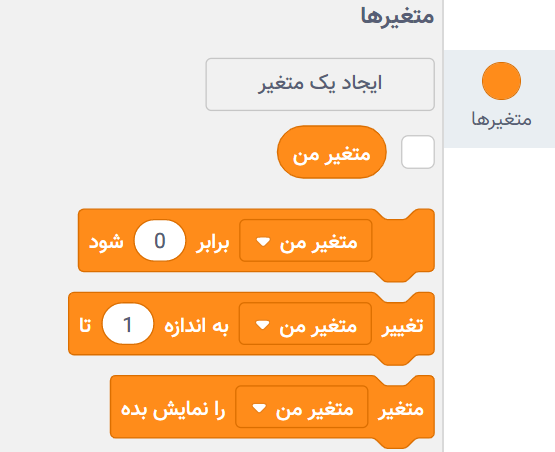 متغیرها
ایجاد یک متغیر
متغیر من
متغیرها
متغیر من برابر 0 شود
تغییر متغیر من به اندازه 1 تا
متغیر متغیر من را نمایش بده